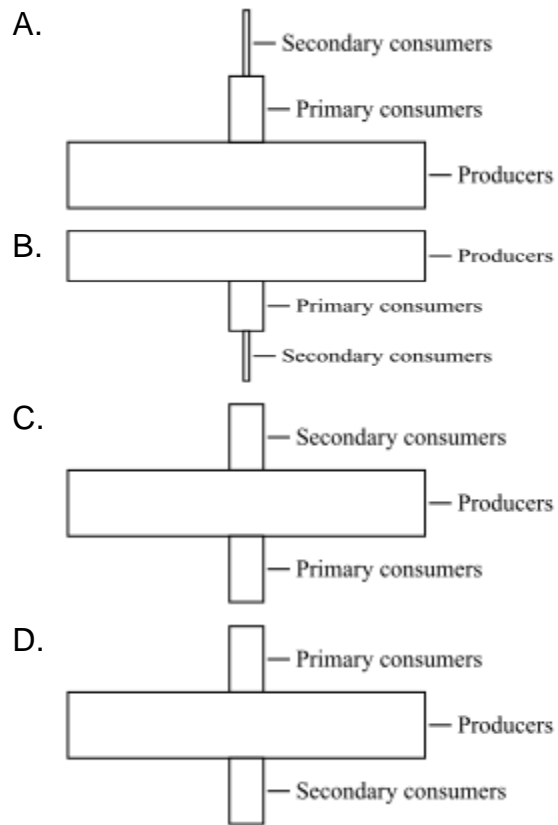 A.
Secondary consumers
Primary consumers
Producers
B.
Producers
Primary consumers
Secondary consumers
C.
Secondary consumers
Producers
Primary consumers
D.
Primary consumers
Producers
Secondary consumers